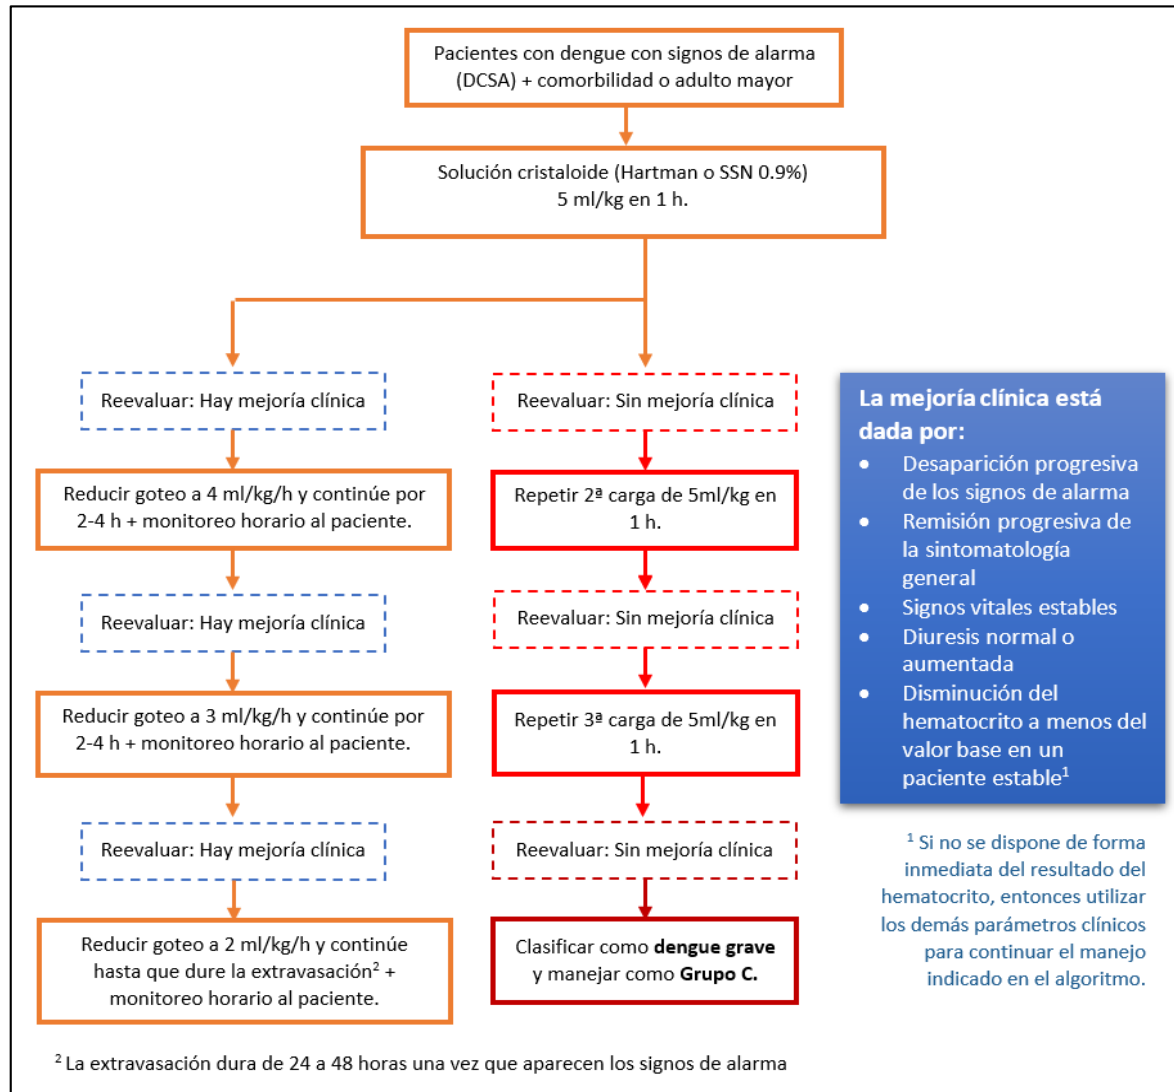 Pacientes con dengue con signos de alarma
(DCSA) + comorbilidad o adulto mayor
Solución cristaloide (Hartman o SSN 0.9%)
5 ml/kg en 1 h.
Reevaluar: Hay mejoría clínica
Reducir goteo a 4 ml/kg/h y continúe por
2-4 h + monitoreo horario al paciente.
Reevaluar: Hay mejoría clínica
Reducir goteo a 3 ml/kg/h y continúe por
2-4 h + monitoreo horario al paciente.
Reevaluar: Hay mejoría clínica
Reducir goteo a 2 ml/kg/h y continúe
hasta que dure la extravasación² +
monitoreo horario al paciente.
Reevaluar: Sin mejoría clínica
Repetir 2ª carga de 5ml/kg en
1 h.
Reevaluar: Sin mejoría clínica
Repetir 3ª carga de 5ml/kg en
1 h.
Reevaluar: Sin mejoría clínica
Clasificar como dengue grave
y manejar como Grupo C.
La mejoría clínica está
dada por:
• Desaparición progresiva
de los signos de alarma
• Remisión progresiva de
la sintomatología
general
• Signos vitales estables
• Diuresis normal o
aumentada
• Disminución del
hematocrito a menos del
valor base en un
paciente estable¹
¹ Si no se dispone de forma
inmediata del resultado del
hematocrito, entonces utilizar
los demás parámetros clínicos
para continuar el manejo
indicado en el algoritmo.
² La extravasación dura de 24 a 48 horas una vez que aparecen los signos de alarma